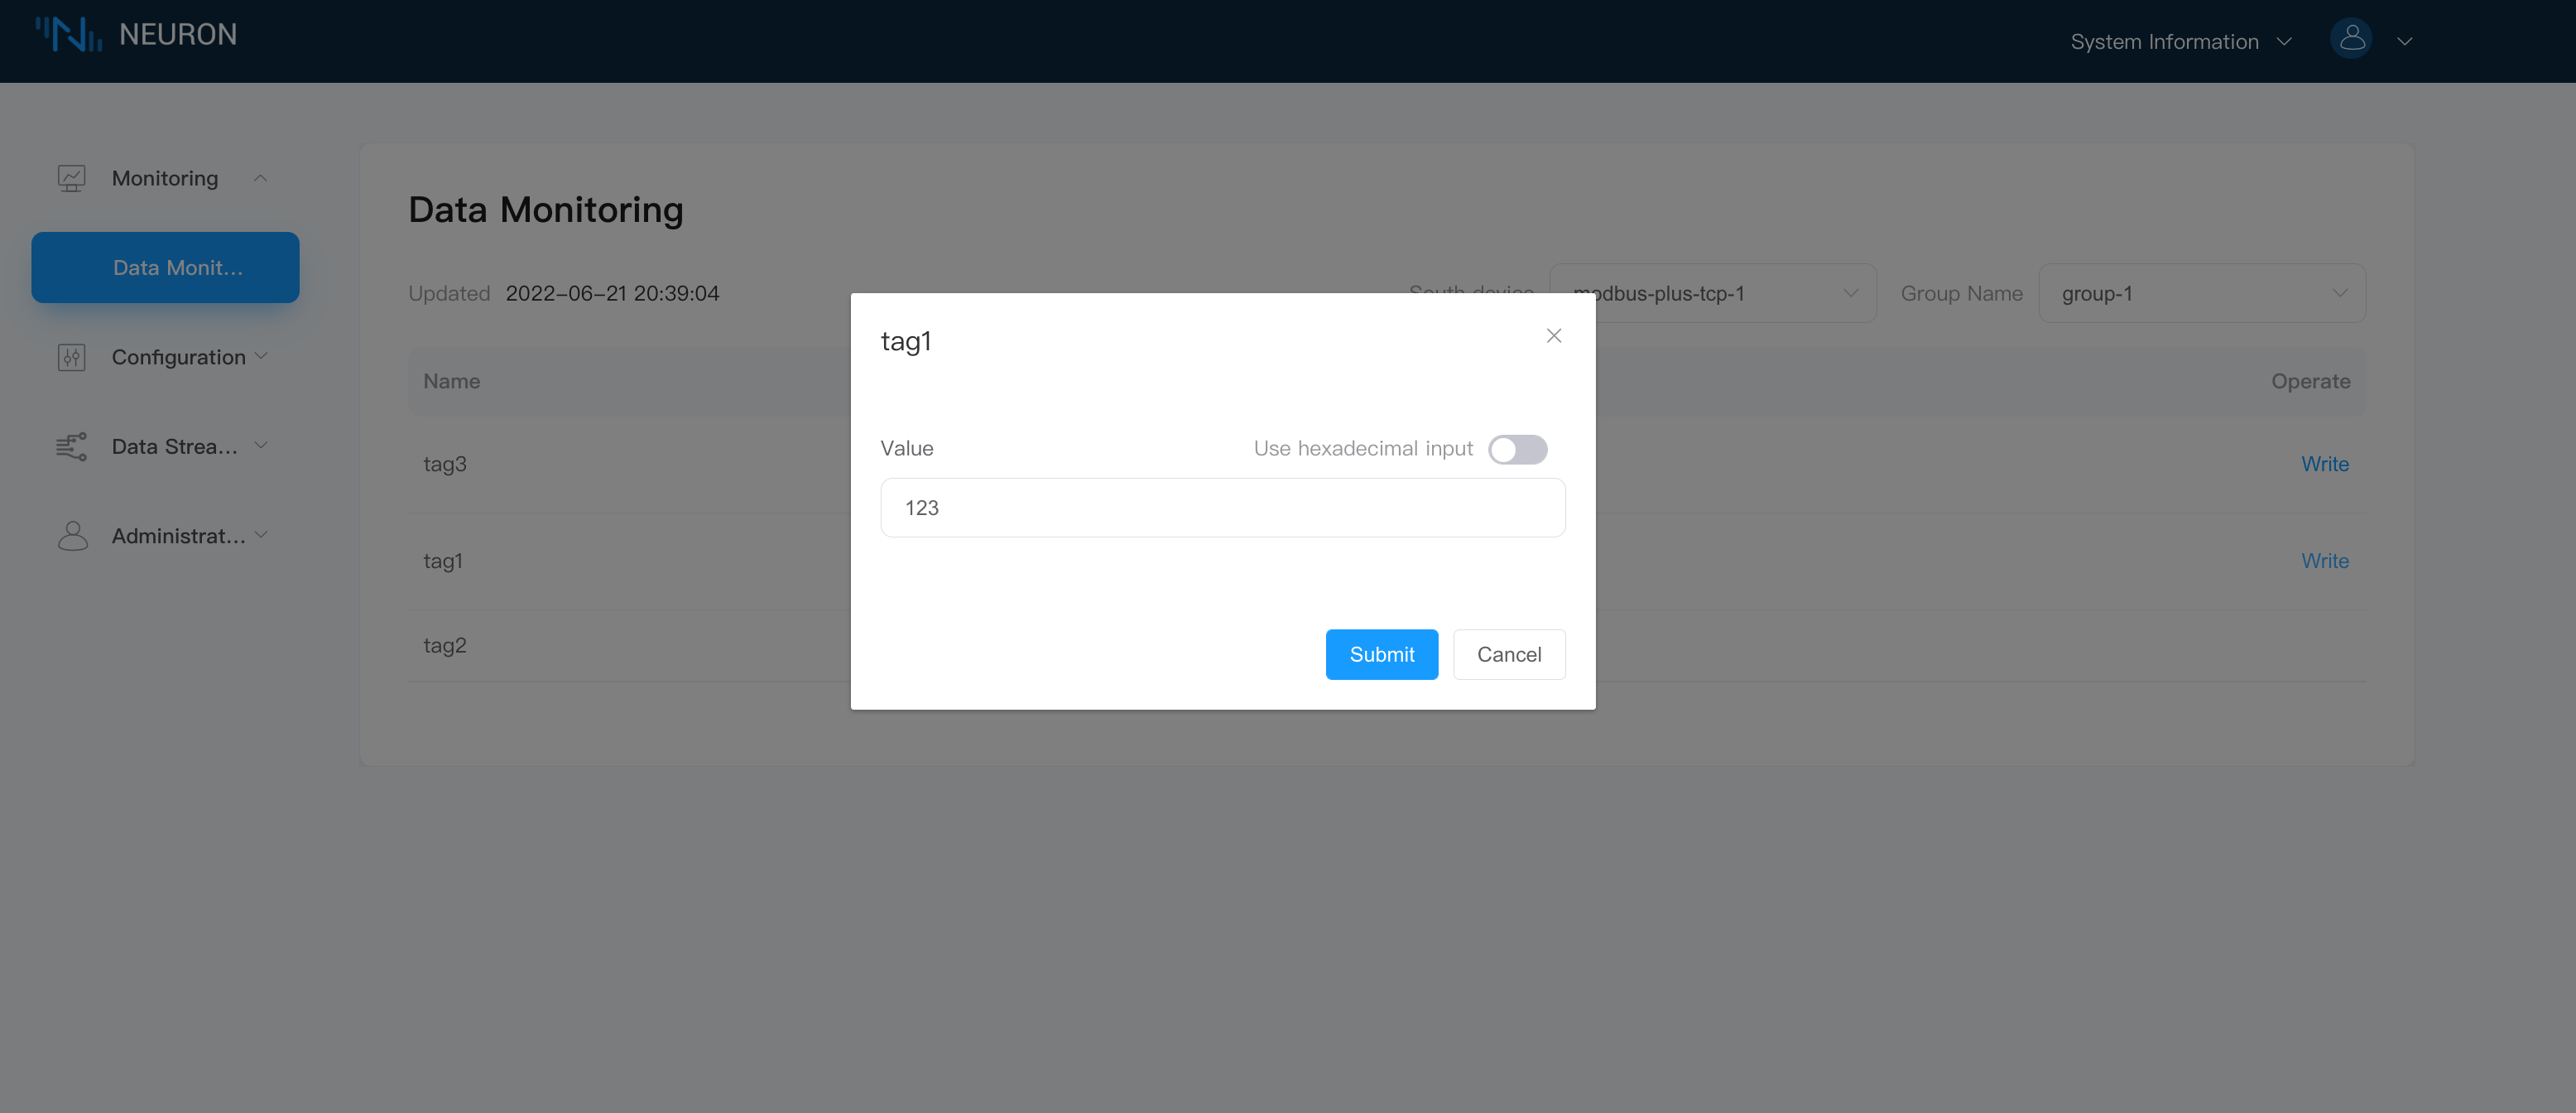 NEURON
System Information
Monitoring
Data Monit...
Configuration
Data Strea...
Administrat...
Data Monitoring
Updated 2022-06-21 20:39:04
South device modbus-plus-tcp-1 Group Name group-1
Name Operate
tag3 Write
tag1 Write
tag2
tag1
Value Use hexadecimal input
123
Submit Cancel